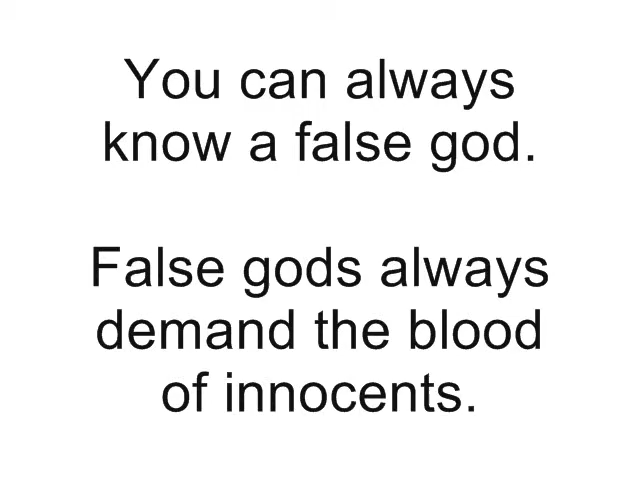 You can always
know a false god.
False gods always
demand the blood
of innocents.